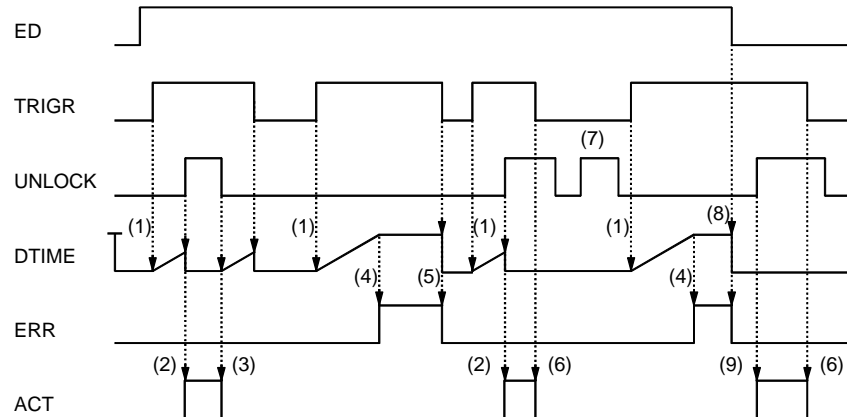 ED
TRIGR
(7)
UNLOCK
(1) (1) (1) (1) (8)
DTIME
(4) (5) (4)
ERR
(2) (3) (2) (6) (9) (6)
ACT